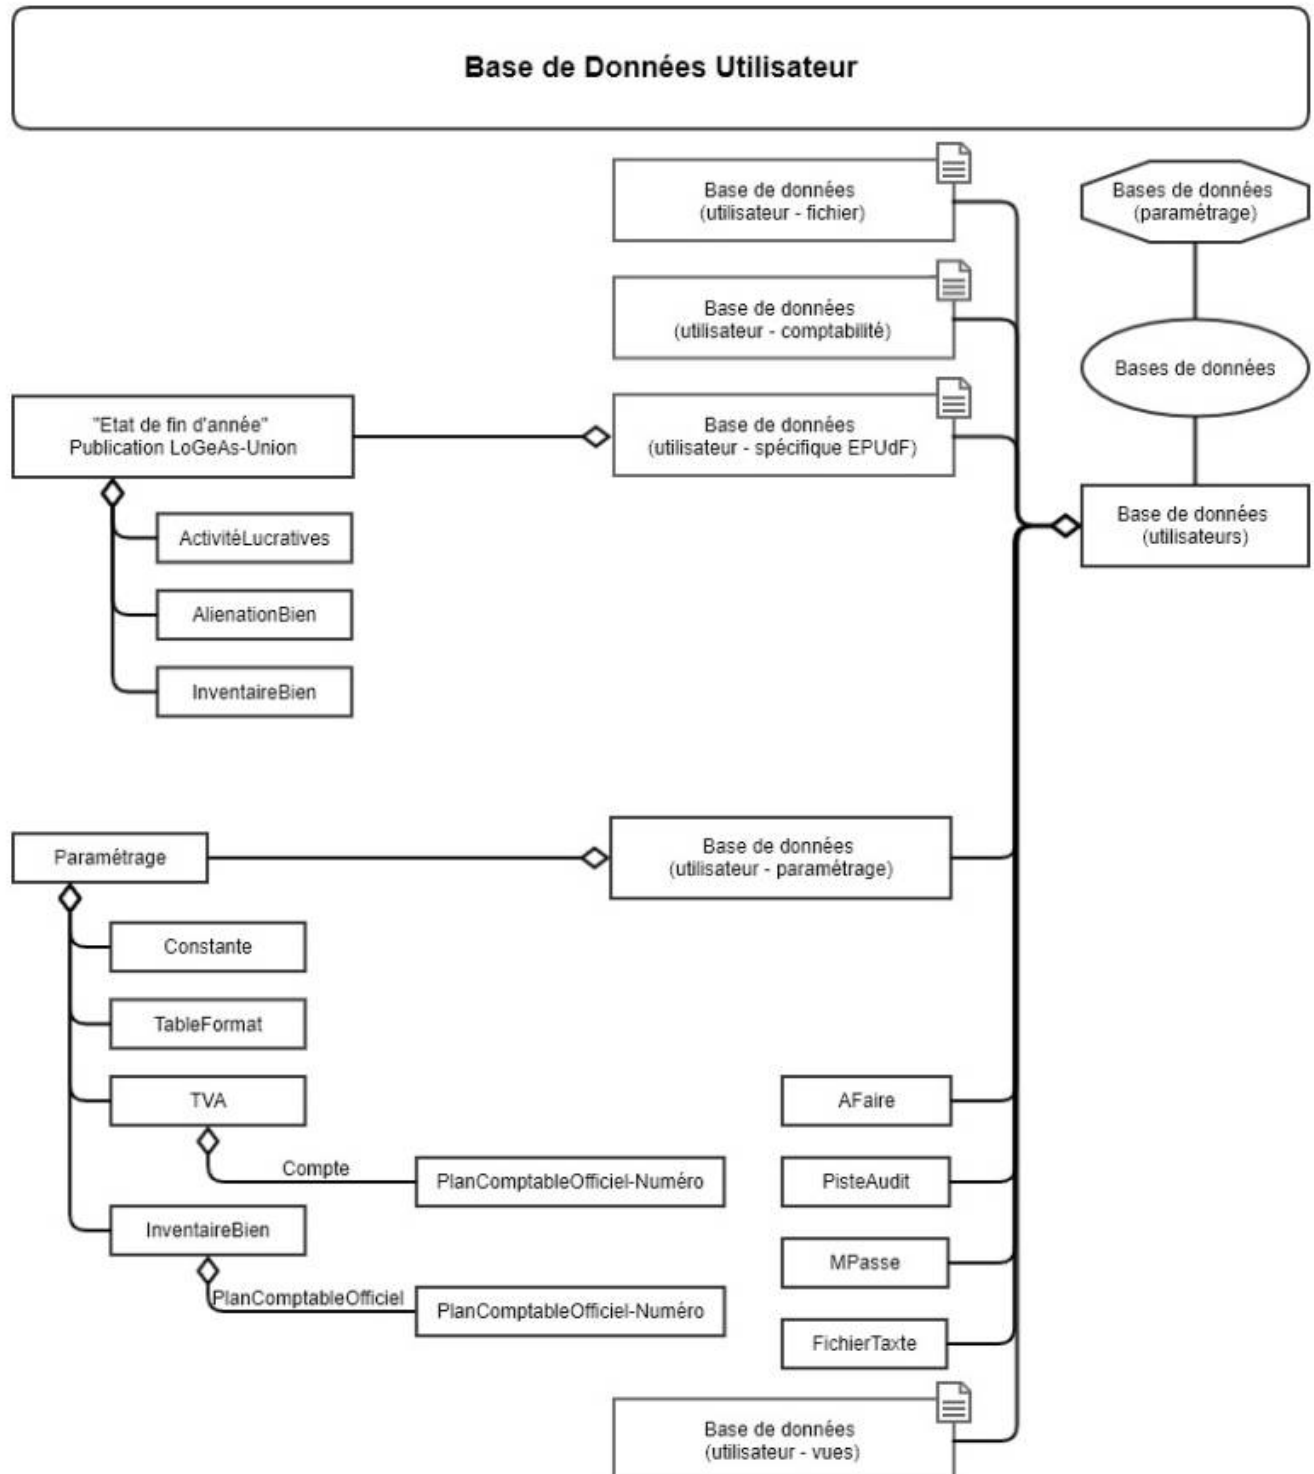 Base de Données Utilisateur
Base de données
(utilisateur - fichier)
Bases de données
(paramétrage)
Base de données
(utilisateur - comptabilité)
Bases de données
"Etat de fin d'année"
Publication LoGeAs-Union
Base de données
(utilisateur - spécifique EPUdF)
Base de données
(utilisateurs)
ActivitéLucratives
AlienationBien
InventaireBien
Paramétrage
Base de données
(utilisateur - paramétrage)
Constante
TableFormat
TVA
AFaire
Compte
PlanComptableOfficiel-Numéro
PisteAudit
InventaireBien
MPasse
PlanComptableOfficiel
PlanComptableOfficiel-Numéro
FichierTaxte
Base de données
(utilisateur - vues)